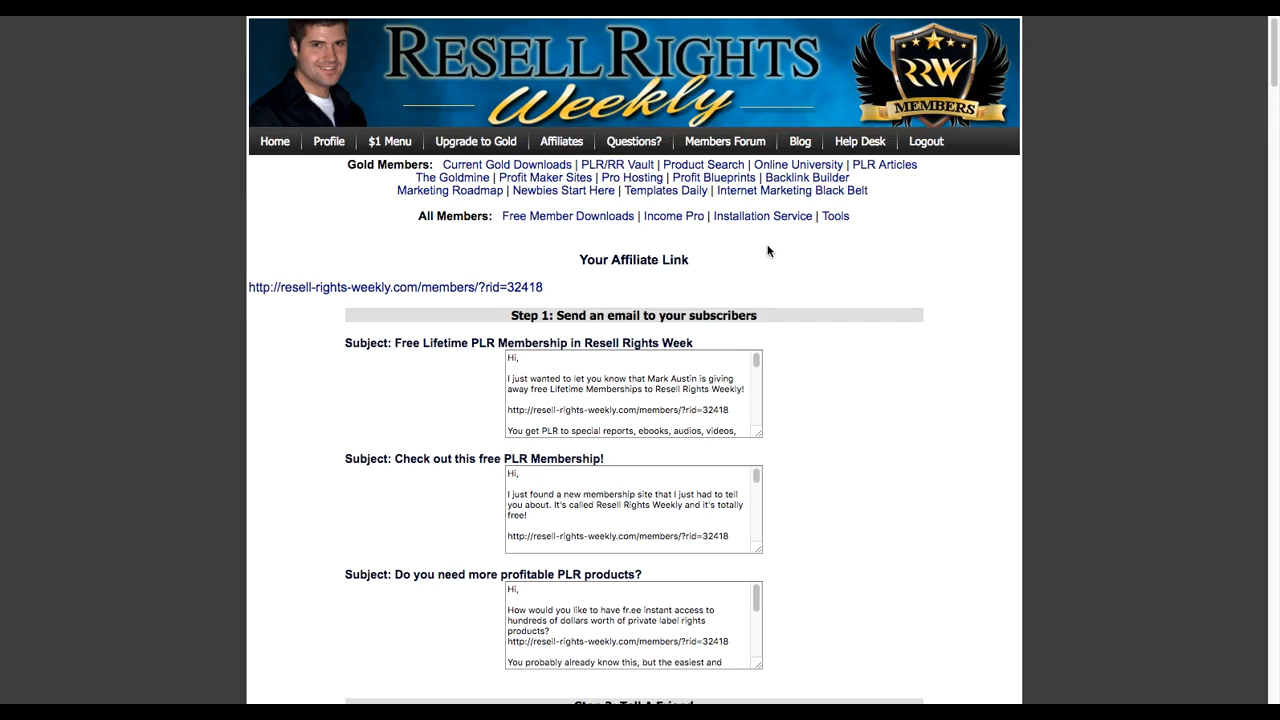 RESELL RIGHTS
Weekly
RRW
MEMBERS
Home Profile $1 Menu Upgrade to Gold Affiliates Questions? Members Forum Blog Help Desk Logout
Gold Members: Current Gold Downloads | PLR/RR Vault | Product Search | Online University | PLR Articles
The Goldmine | Profit Maker Sites | Pro Hosting | Profit Blueprints | Backlink Builder
Marketing Roadmap | Newbies Start Here | Templates Daily | Internet Marketing Black Belt
All Members: Free Member Downloads | Income Pro | Installation Service | Tools
Your Affiliate Link
http://resell-rights-weekly.com/members/?rid=32418
Step 1: Send an email to your subscribers
Subject: Free Lifetime PLR Membership in Resell Rights Week
Hi,
I just wanted to let you know that Mark Austin is giving
away free Lifetime Memberships to Resell Rights Weekly!
http://resell-rights-weekly.com/members/?rid=32418
You get PLR to special reports, ebooks, audios, videos,
Subject: Check out this free PLR Membership!
Hi,
I just found a new membership site that I just had to tell
you about. It's called Resell Rights Weekly and it's totally
free!
http://resell-rights-weekly.com/members/?rid=32418
Subject: Do you need more profitable PLR products?
Hi,
How would you like to have fr.ee instant access to
hundreds of dollars worth of private label rights
products?
http://resell-rights-weekly.com/members/?rid=32418
You probably already know this, but the easiest and
Step 2: Tell A Friend